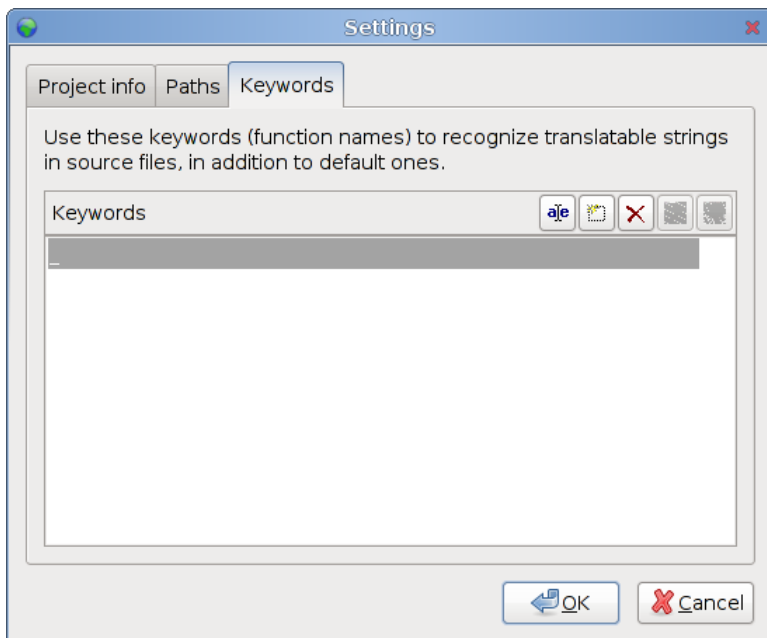 Settings
Project info Paths Keywords
Use these keywords (function names) to recognize translatable strings
in source files, in addition to default ones.
Keywords
_
OK Cancel